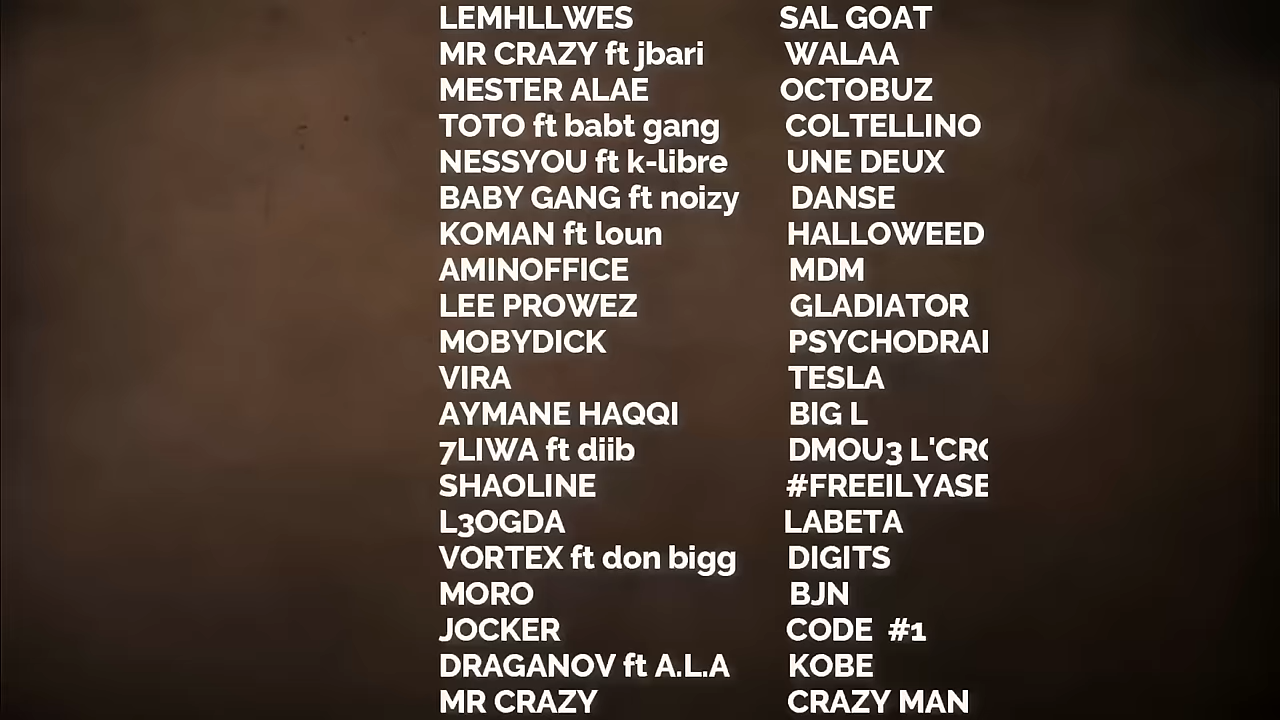 LEMHLLWES SAL GOAT
MR CRAZY ft jbari WALAA
MESTER ALAE OCTOBUZ
TOTO ft babt gang COLTELLINO
NESSYOU ft k-libre UNE DEUX
BABY GANG ft noizy DANSE
KOMAN ft loun HALLOWEED
AMINOFFICE MDM
LEE PROWEZ GLADIATOR
MOBYDICK
VIRA TESLA
AYMANE HAQQI BIG L
7LIWA ft diib DMOU3
SHAOLINE
L3OGDA LABETA
VORTEX ft don bigg DIGITS
MORO BJN
JOCKER CODE #1
DRAGANOV ft A.L.A KOBE
MR CRAZY CRAZY MAN